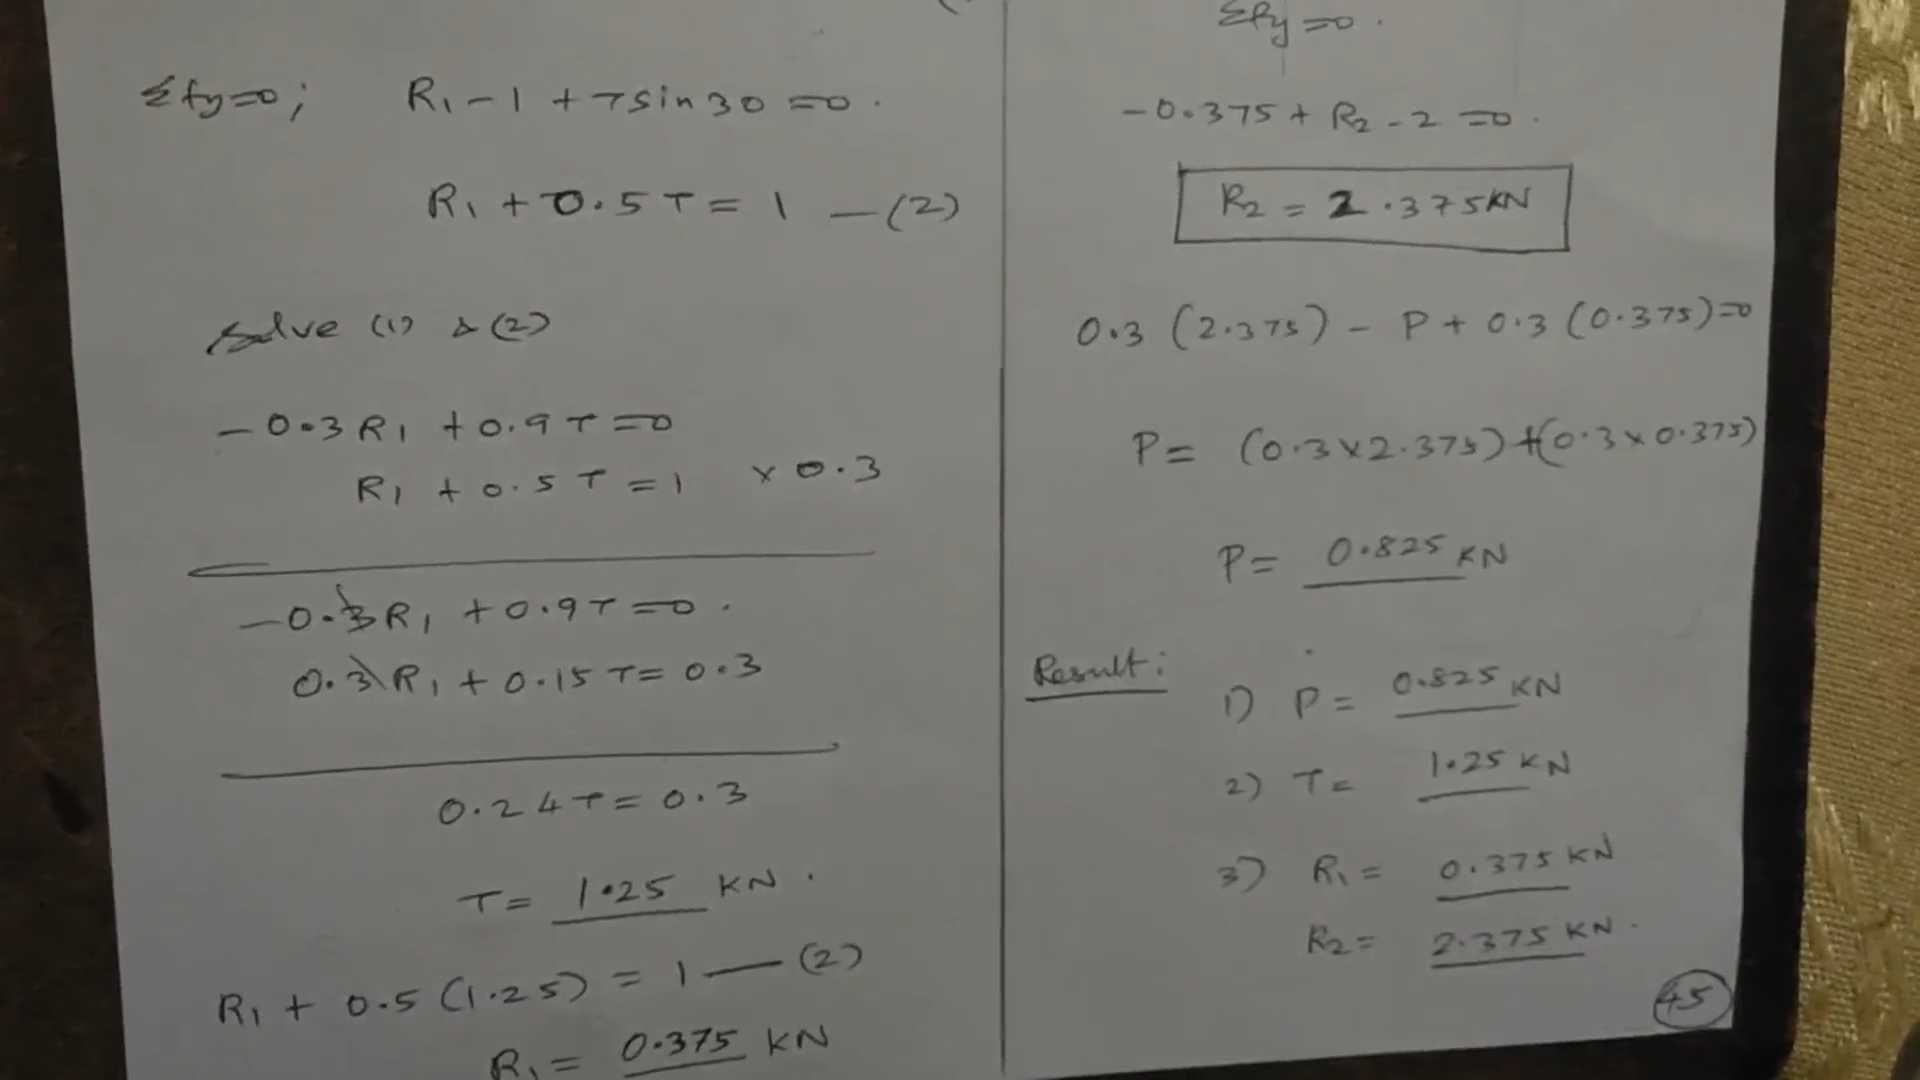 Σfy=0; R₁ - 1 + T sin 30 = 0.
R₁ + 0.5 T = 1 — (2)
Solve (1) & (2)
- 0.3 R₁ + 0.9 T = 0
R₁ + 0.5 T = 1 x 0.3
- 0.3 R₁ + 0.9 T = 0.
0.3 R₁ + 0.15 T = 0.3
0.24 T = 0.3
T = 1.25 KN.
R₁ + 0.5 (1.25) = 1 — (2)
R₁ = 0.375 KN
ΣFy = 0.
- 0.375 + R₂ - 2 = 0.
R₂ = 2.375 KN
0.3 (2.375) - P + 0.3 (0.375) = 0
P = (0.3 x 2.375) + (0.3 x 0.375)
P = 0.825 KN
Result:
1) P = 0.825 KN
2) T = 1.25 KN
3) R₁ = 0.375 KN
R₂ = 2.375 KN.
45